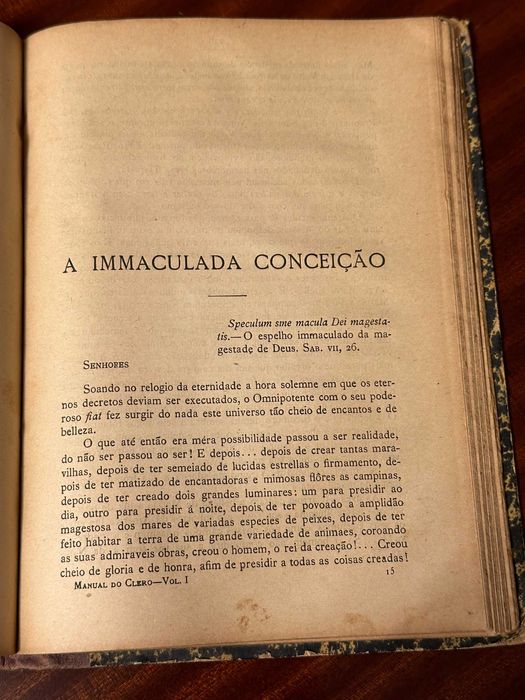 A IMMACULADA CONCEIÇÃO
Speculum sme macula Dei magesta-
tis.—O espelho immaculado da ma-
gestade de Deus. SAB. VII, 26.
SENHORES
Soando no relogio da eternidade a hora solemne em que os eter-
nos decretos deviam ser executados, o Omnipotente com o seu pode-
roso fiat fez surgir do nada este universo tão cheio de encantos e de
belleza.
O que até então era méra possibilidade passou a ser realidade,
do não ser passou ao ser! E depois... depois de crear tantas mara-
vilhas, depois de ter semeiado de lucidas estrellas o firmamento, de-
pois de ter matizado de encantadoras e mimosas flôres as campinas,
depois de ter creado dois grandes luminares: um para presidir ao
dia, outro para presidir á noite, depois de ter povoado a amplidão
magestosa dos mares de variadas especies de peixes, depois de ter
feito habitar a terra de uma grande variedade de animaes, coroando
as suas admiraveis obras, creou o homem, o rei da creação!... Creou
cheio de gloria e de honra, afim de presidir a todas as coisas creadas!
MANUAL DO CLERO—VOL. I
15